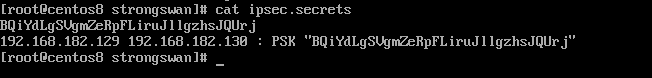 [root@centos8 strongswan]# cat ipsec.secrets
BQiYdLgSVgmZeRpFLiruJllgzhsJQUrj
192.168.182.129 192.168.182.130 : PSK "BQiYdLgSVgmZeRpFLiruJllgzhsJQUrj"
[root@centos8 strongswan]# _